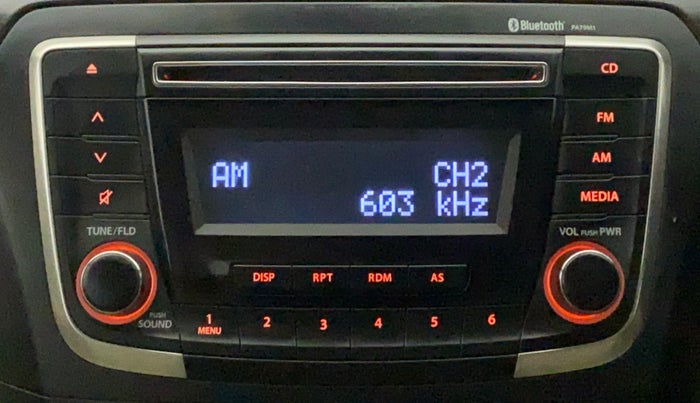 Bluetooth® PA79M1
CD
FM
AM
AM CH2
603 kHz
MEDIA
TUNE/FLD
VOL PUSH PWR
DISP RPT RDM AS
PUSH
SOUND
1 2 3 4 5 6
MENU